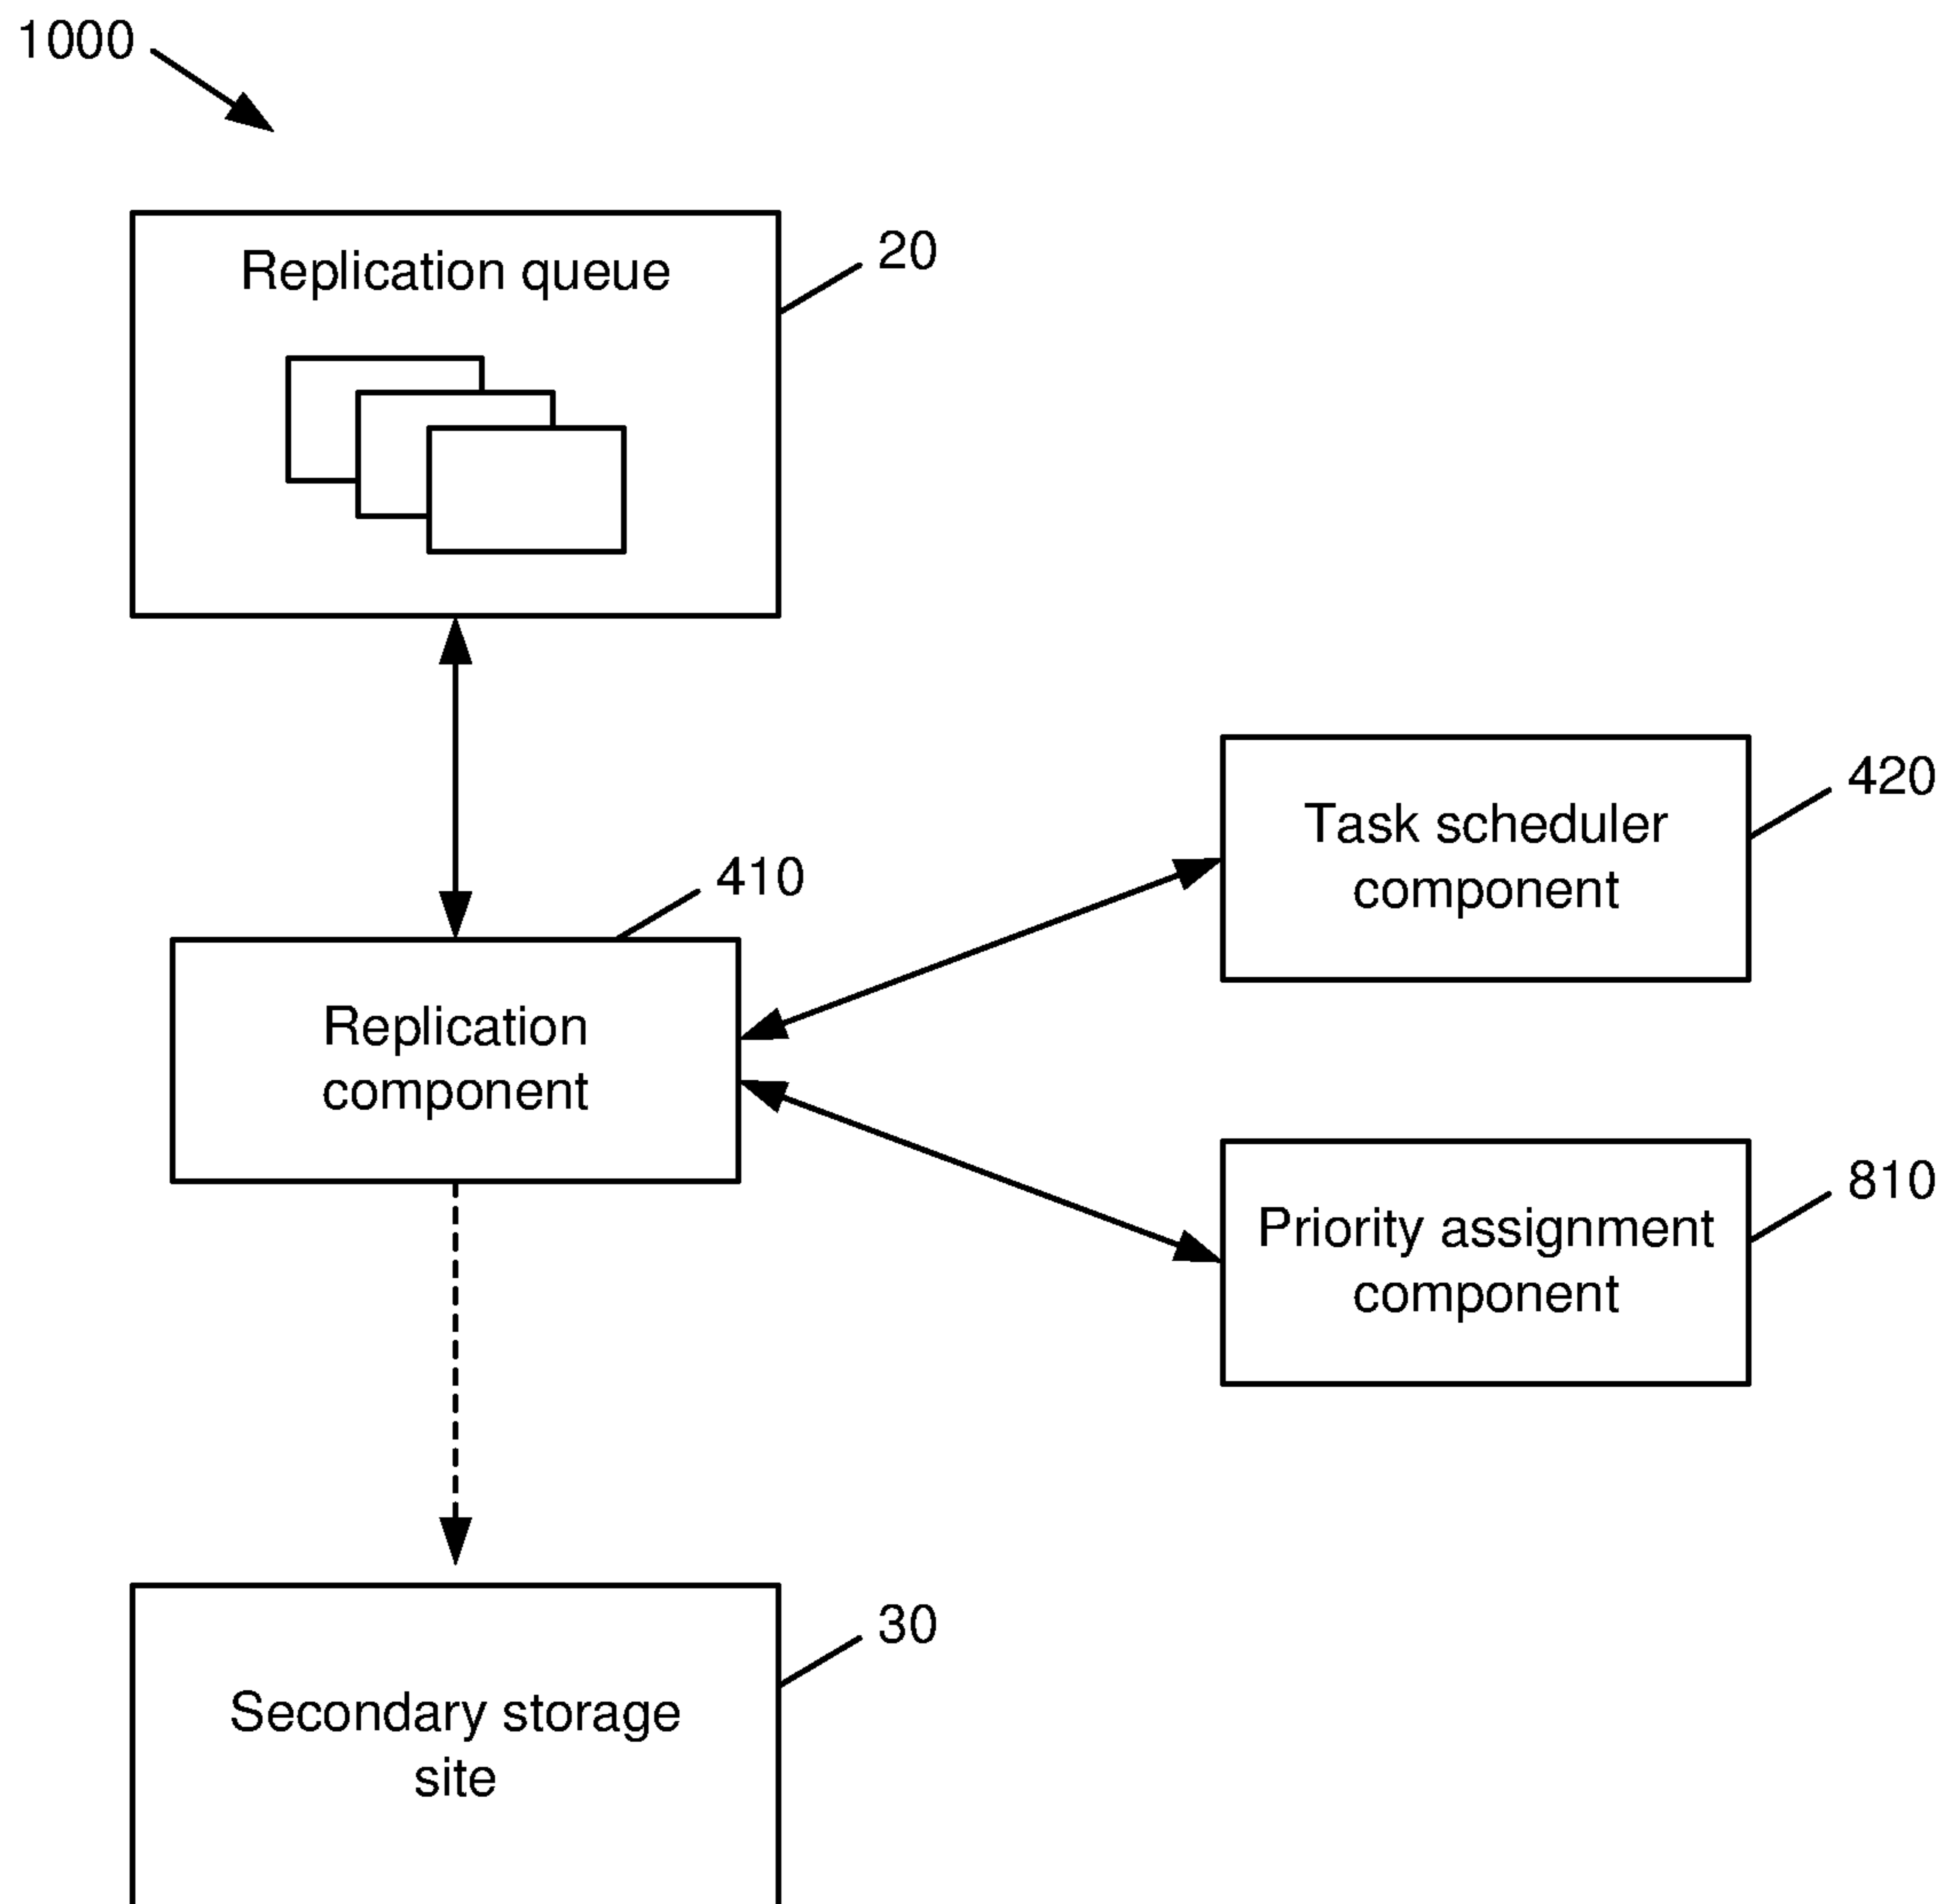 1000
Replication queue
20
Task scheduler
component
420
410
Replication
component
Priority assignment
component
810
30
Secondary storage
site